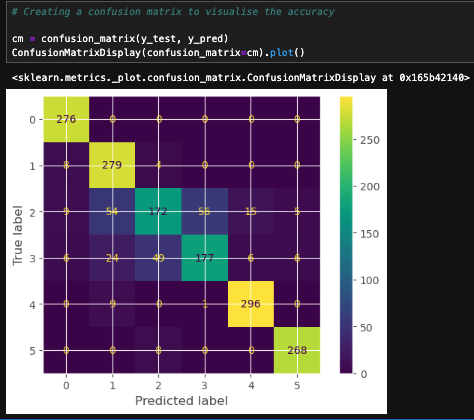 # Creating a confusion matrix to visualise the accuracy
cm = confusion_matrix(y_test, y_pred)
ConfusionMatrixDisplay(confusion_matrix=cm).plot()
<sklearn.metrics._plot.confusion_matrix.ConfusionMatrixDisplay at 0x165b42140>
0 276 0 0 0 0 0
1 8 279 4 0 0 0
2 9 54 172 55 15 5
3 6 24 49 177 6 6
4 0 9 0 1 296 0
5 0 0 8 0 0 268
0 1 2 3 4 5
Predicted label
True label
250
200
150
100
50
0